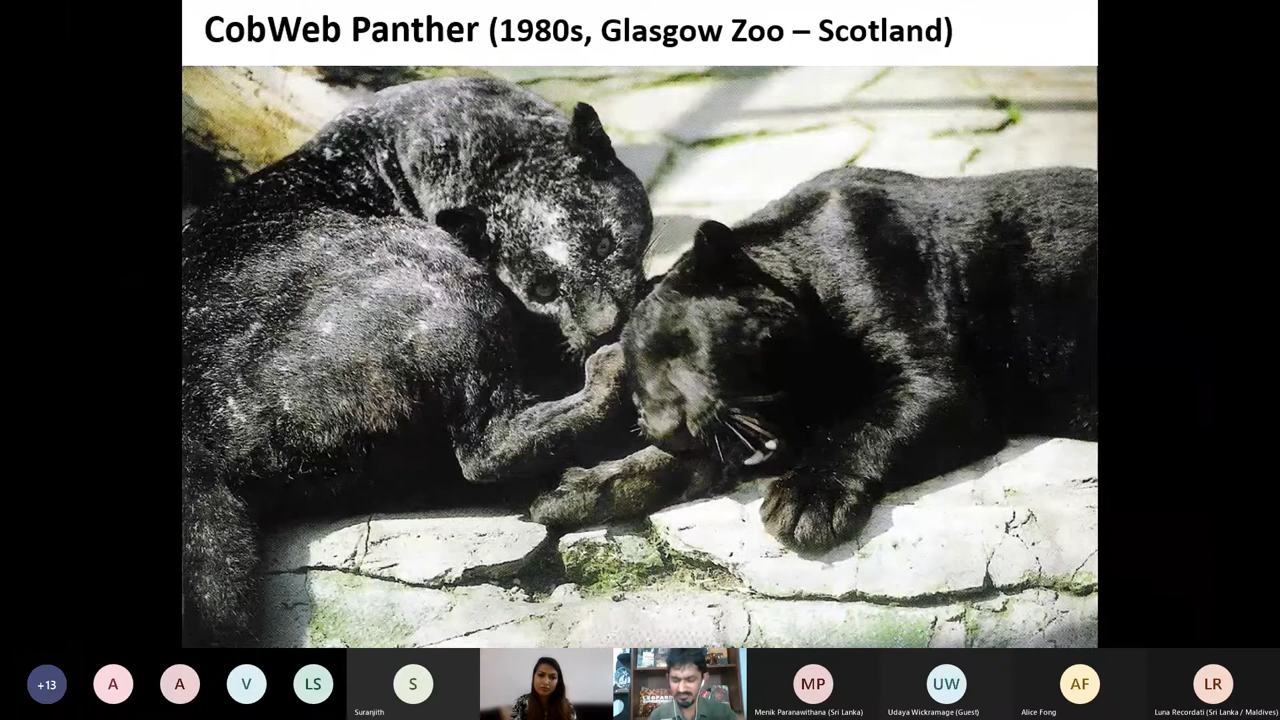 CobWeb Panther (1980s, Glasgow Zoo – Scotland)
+13
A
A
V
LS
S
MP
UW
AF
LR
Suranjith
Menik Paranawithana (Sri Lanka)
Udaya Wickramage (Guest)
Alice Fong
Luna Recordati (Sri Lanka / Maldives)